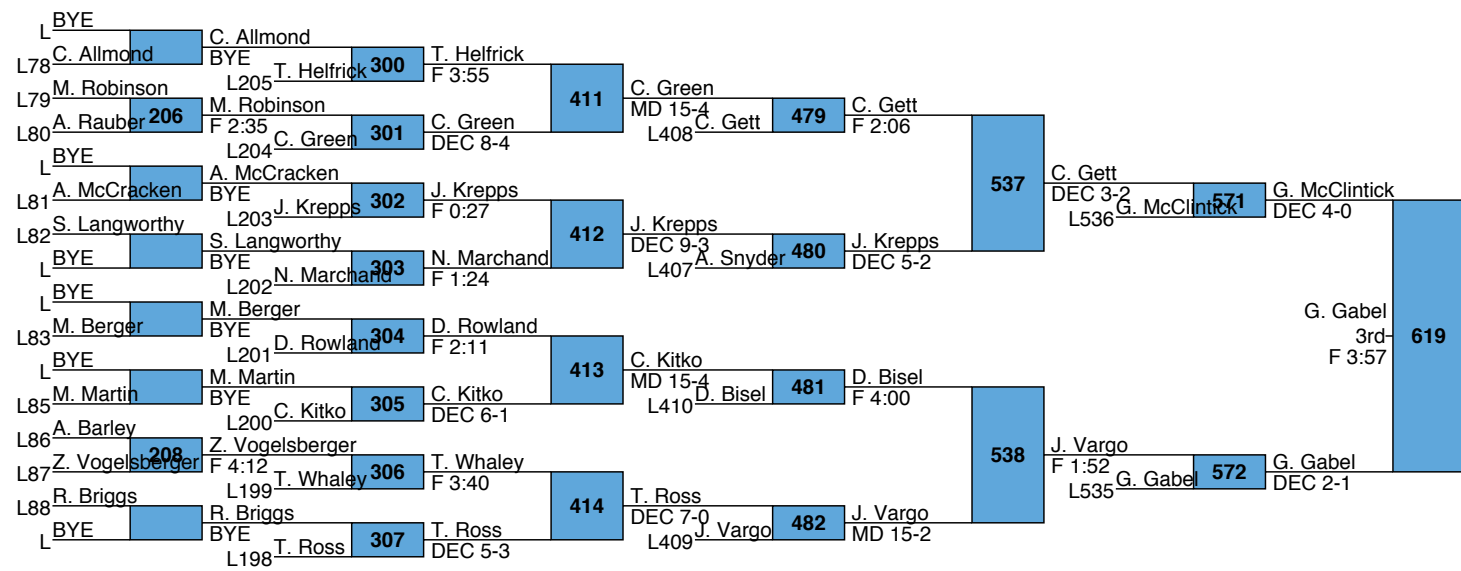 BYE
L
C. Allmond
L78
C. Allmond
BYE
T. Helfrick
L205
300
T. Helfrick
F 3:55
M. Robinson
L79
A. Rauber
L80
206
M. Robinson
F 2:35
C. Green
L204
301
C. Green
DEC 8-4
411
C. Green
MD 15-4
C. Gett
L408
479
C. Gett
F 2:06
BYE
L
A. McCracken
L81
A. McCracken
BYE
J. Krepps
L203
302
J. Krepps
F 0:27
S. Langworthy
L82
BYE
L
S. Langworthy
BYE
N. Marchand
L202
303
N. Marchand
F 1:24
412
J. Krepps
DEC 9-3
A. Snyder
L407
480
J. Krepps
DEC 5-2
537
C. Gett
DEC 3-2
G. McClintick
L536
571
G. McClintick
DEC 4-0
BYE
L
M. Berger
L83
M. Berger
BYE
D. Rowland
L201
304
D. Rowland
F 2:11
BYE
L
M. Martin
L85
M. Martin
BYE
C. Kitko
L200
305
C. Kitko
DEC 6-1
413
C. Kitko
MD 15-4
D. Bisel
L410
481
D. Bisel
F 4:00
A. Barley
L86
Z. Vogelsberger
L87
208
Z. Vogelsberger
F 4:12
T. Whaley
L199
306
T. Whaley
F 3:40
R. Briggs
L88
BYE
L
R. Briggs
BYE
T. Ross
L198
307
T. Ross
DEC 5-3
414
T. Ross
DEC 7-0
J. Vargo
L409
482
J. Vargo
MD 15-2
538
J. Vargo
F 1:52
G. Gabel
L535
572
G. Gabel
DEC 2-1
G. Gabel
3rd
F 3:57
619